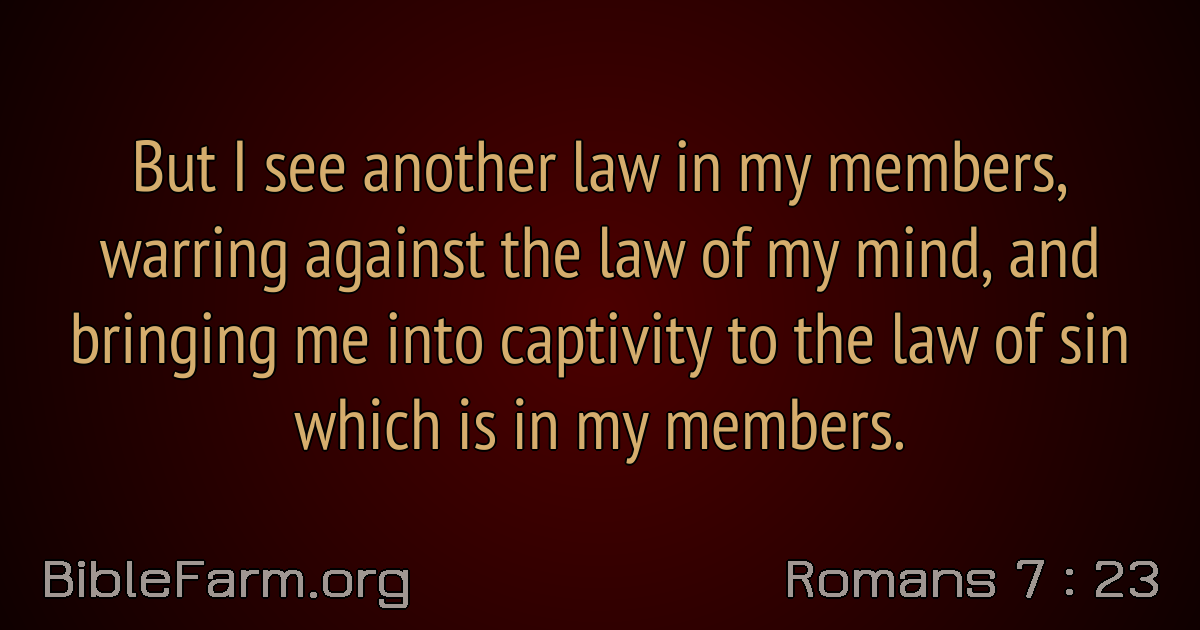 But I see another law in my members,
warring against the law of my mind, and
bringing me into captivity to the law of sin
which is in my members.
BibleFarm.org
Romans 7 : 23